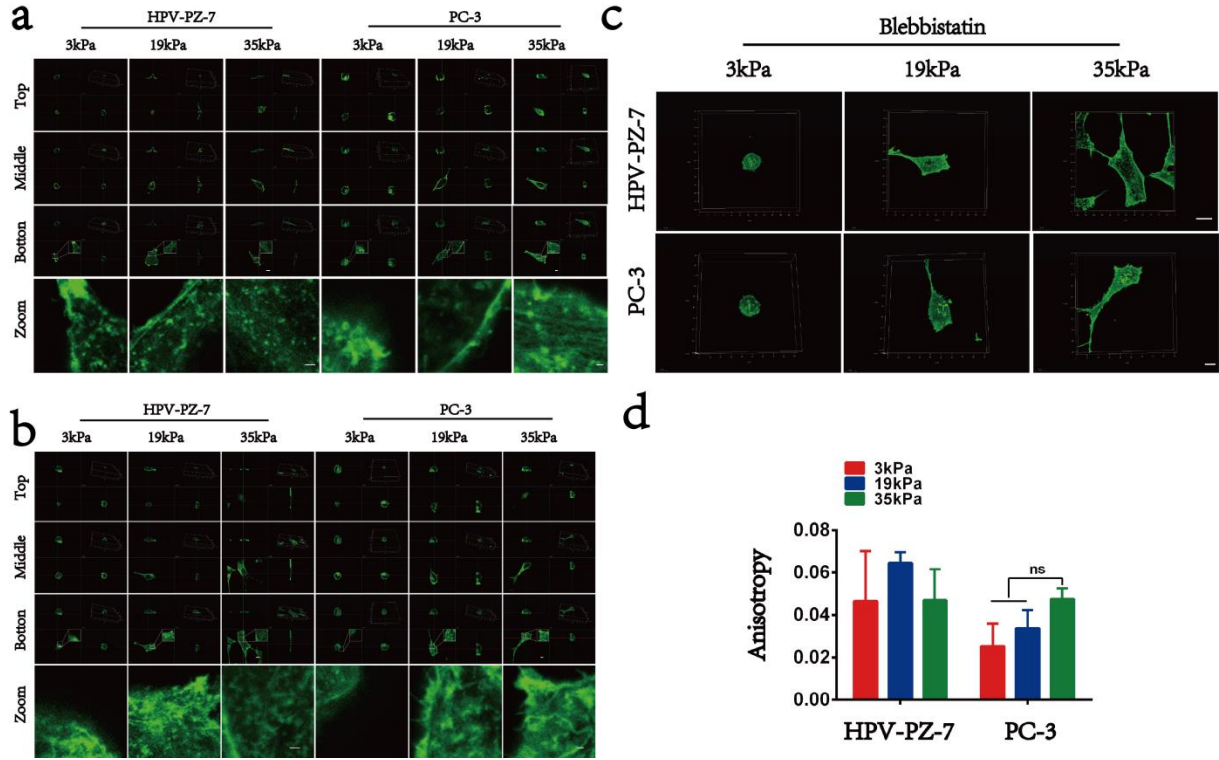 a
HPV-PZ-7 PC-3
3kPa 19kPa 35kPa 3kPa 19kPa 35kPa
Top
Middle
Botton
Zoom
b
HPV-PZ-7 PC-3
3kPa 19kPa 35kPa 3kPa 19kPa 35kPa
Top
Middle
Botton
Zoom
c
Blebbistatin
3kPa 19kPa 35kPa
HPV-PZ-7
PC-3
d
3kPa
19kPa
35kPa
Anisotropy
0.08
0.06
0.04
0.02
0.00
ns
HPV-PZ-7 PC-3